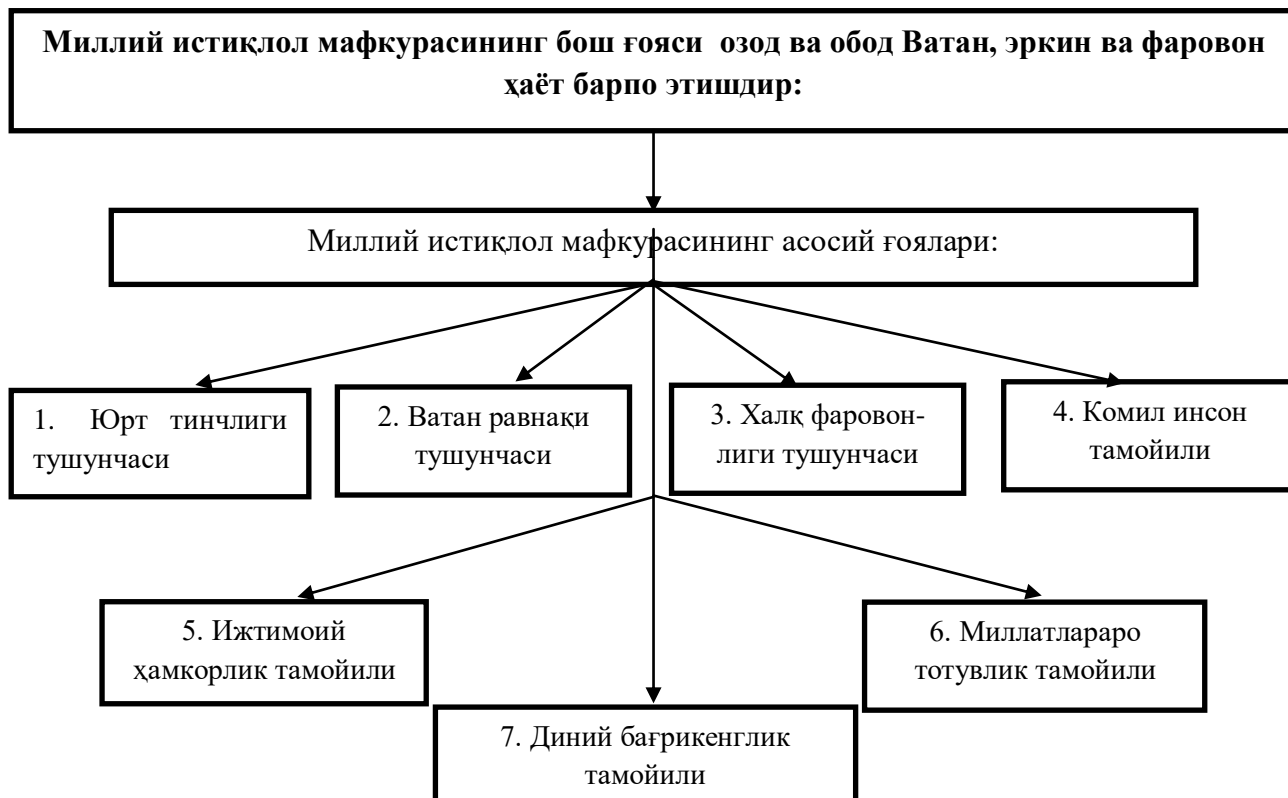 Миллий истиқлол мафкурасининг бош ғояси озод ва обод Ватан, эркин ва фаровон
ҳаёт барпо этишдир:
Миллий истиқлол мафкурасининг асосий ғоялари:
1. Юрт тинчлиги
тушунчаси
2. Ватан равнақи
тушунчаси
3. Халқ фаровон-
лиги тушунчаси
4. Комил инсон
тамойили
5. Ижтимоий
ҳамкорлик тамойили
6. Миллатлараро
тотувлик тамойили
7. Диний бағрикенглик
тамойили